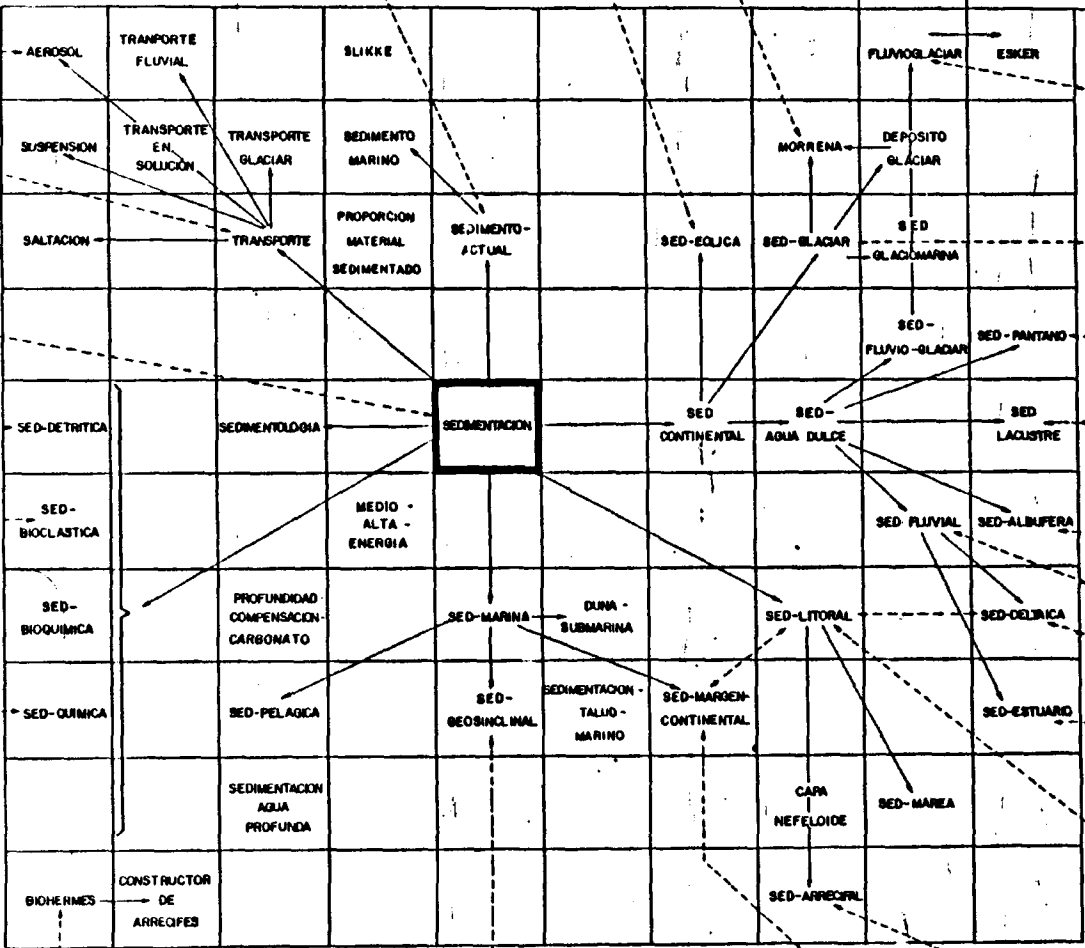 AEROSOL
TRANPORTE
FLUVIAL
SLIKKE
FLUVIOGLACIAR
ESKER
SUSPENSION
TRANSPORTE
EN
SOLUCIÓN
TRANSPORTE
GLACIAR
SEDIMENTO
MARINO
MORRENA
DEPOSITO
GLACIAR
SALTACION
TRANSPORTE
PROPORCION
MATERIAL
SEDIMENTADO
SEDIMENTO-
ACTUAL
SED-EOLICA
SED-GLACIAR
SED
GLACIOMARINA
SED-
FLUVIO-GLACIAR
SED-PANTANO
SED-DETRITICA
SEDIMENTOLOGIA
SEDIMENTACION
SED
CONTINENTAL
SED-
AGUA DULCE
SED
LACUSTRE
SED-
BIOCLASTICA
MEDIO-
ALTA-
ENERGIA
SED FLUVIAL
SED-ALBUFERA
SED-
BIOQUIMICA
PROFUNDIDAD-
COMPENSACION-
CARBONATO
SED-MARINA
DUNA-
SUBMARINA
SED-LITORAL
SED-DELTAICA
SED-QUIMICA
SED-PELAGICA
SED-
GEOSINCLINAL
SEDIMENTACION-
TALUD-
MARINO
SED-MARGEN-
CONTINENTAL
SED-ESTUARIO
SEDIMENTACION
AGUA
PROFUNDA
CAPA
NEFELOIDE
SED-MAREA
BIOHERMES
CONSTRUCTOR
DE
ARRECIFES
SED-ARRECIFAL